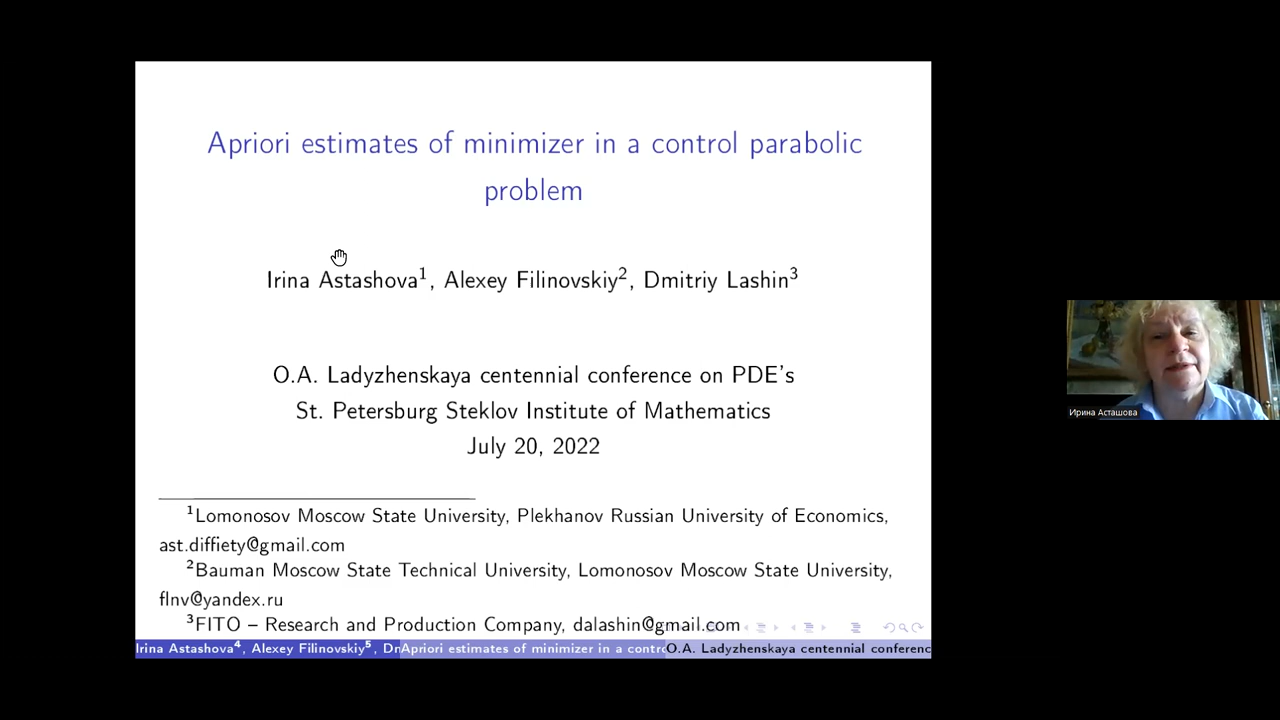 Apriori estimates of minimizer in a control parabolic
problem
Irina Astashova¹, Alexey Filinovskiy², Dmitriy Lashin³
O.A. Ladyzhenskaya centennial conference on PDE's
St. Petersburg Steklov Institute of Mathematics
July 20, 2022
¹Lomonosov Moscow State University, Plekhanov Russian University of Economics,
ast.diffiety@gmail.com
²Bauman Moscow State Technical University, Lomonosov Moscow State University,
flnv@yandex.ru
³FITO – Research and Production Company, dalashin@gmail.com
Irina Astashova⁴, Alexey Filinovskiy⁵, Dm
Apriori estimates of minimizer in a contro
O.A. Ladyzhenskaya centennial conferenc
Ирина Асташова